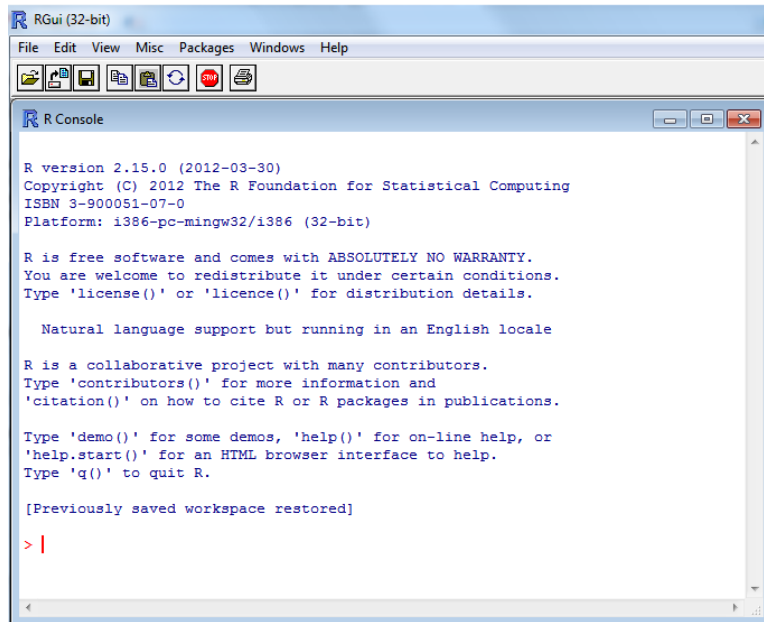 RGui (32-bit)
File Edit View Misc Packages Windows Help
STOP
R Console
R version 2.15.0 (2012-03-30)
Copyright (C) 2012 The R Foundation for Statistical Computing
ISBN 3-900051-07-0
Platform: i386-pc-mingw32/i386 (32-bit)
R is free software and comes with ABSOLUTELY NO WARRANTY.
You are welcome to redistribute it under certain conditions.
Type 'license()' or 'licence()' for distribution details.
Natural language support but running in an English locale
R is a collaborative project with many contributors.
Type 'contributors()' for more information and
'citation()' on how to cite R or R packages in publications.
Type 'demo()' for some demos, 'help()' for on-line help, or
'help.start()' for an HTML browser interface to help.
Type 'q()' to quit R.
[Previously saved workspace restored]
>